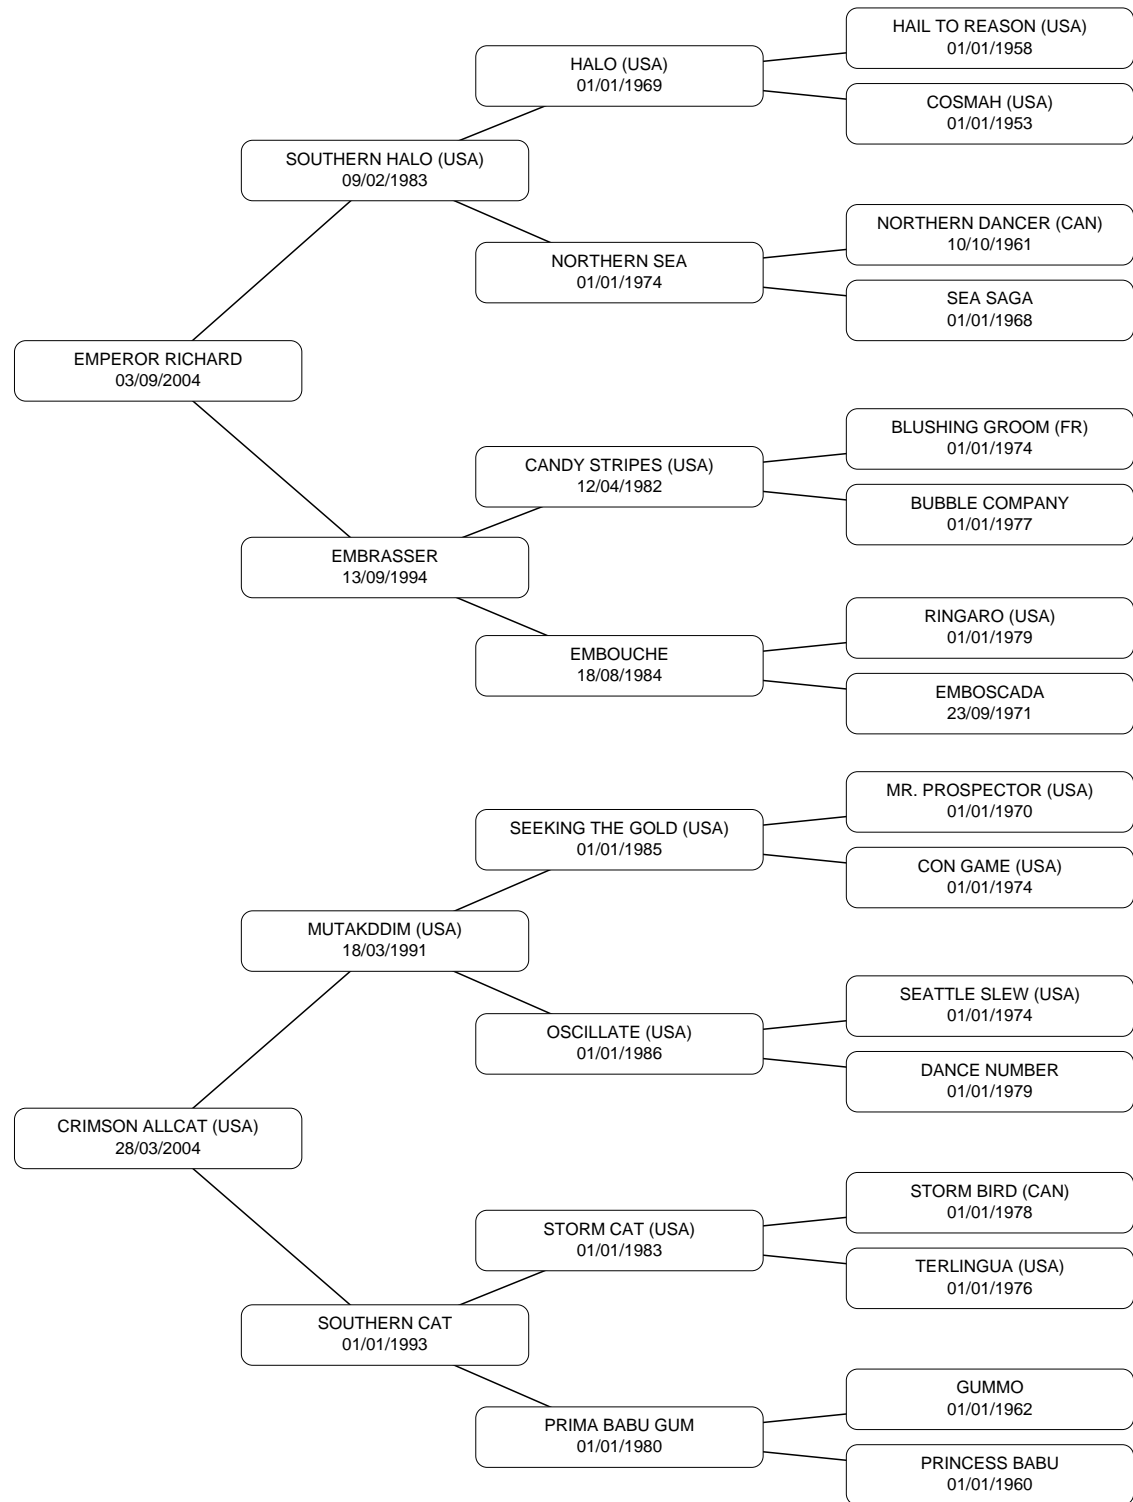 HAIL TO REASON (USA)
01/01/1958
HALO (USA)
01/01/1969
COSMAH (USA)
01/01/1953
SOUTHERN HALO (USA)
09/02/1983
NORTHERN DANCER (CAN)
10/10/1961
NORTHERN SEA
01/01/1974
SEA SAGA
01/01/1968
EMPEROR RICHARD
03/09/2004
BLUSHING GROOM (FR)
01/01/1974
CANDY STRIPES (USA)
12/04/1982
BUBBLE COMPANY
01/01/1977
EMBRASSER
13/09/1994
RINGARO (USA)
01/01/1979
EMBOUCHE
18/08/1984
EMBOSCADA
23/09/1971
MR. PROSPECTOR (USA)
01/01/1970
SEEKING THE GOLD (USA)
01/01/1985
CON GAME (USA)
01/01/1974
MUTAKDDIM (USA)
18/03/1991
SEATTLE SLEW (USA)
01/01/1974
OSCILLATE (USA)
01/01/1986
DANCE NUMBER
01/01/1979
CRIMSON ALLCAT (USA)
28/03/2004
STORM BIRD (CAN)
01/01/1978
STORM CAT (USA)
01/01/1983
TERLINGUA (USA)
01/01/1976
SOUTHERN CAT
01/01/1993
GUMMO
01/01/1962
PRIMA BABU GUM
01/01/1980
PRINCESS BABU
01/01/1960